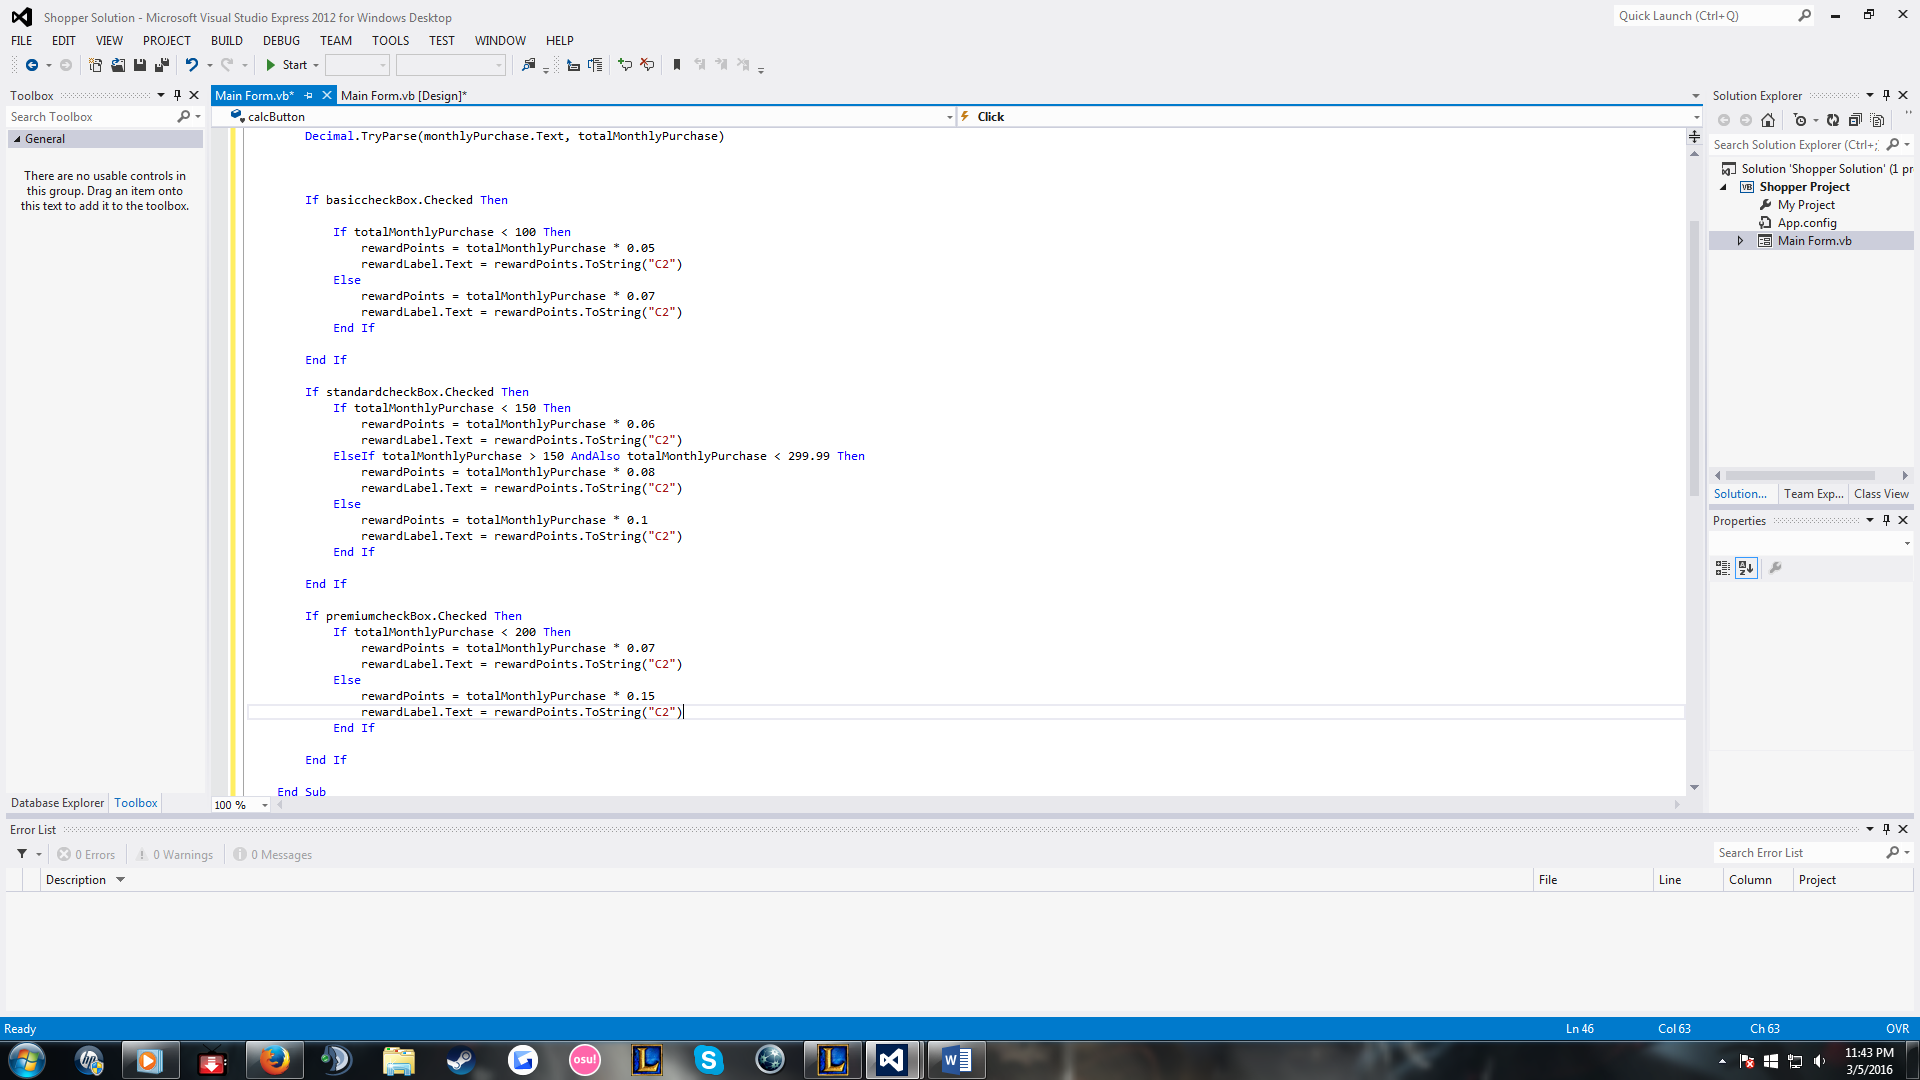 Shopper Solution - Microsoft Visual Studio Express 2012 for Windows Desktop
Quick Launch (Ctrl+Q)
FILE EDIT VIEW PROJECT BUILD DEBUG TEAM TOOLS TEST WINDOW HELP
Start
Toolbox
Search Toolbox
General
There are no usable controls in
this group. Drag an item onto
this text to add it to the toolbox.
Database Explorer Toolbox
Main Form.vb* Main Form.vb [Design]*
calcButton Click
Decimal.TryParse(monthlyPurchase.Text, totalMonthlyPurchase)
If basiccheckBox.Checked Then
If totalMonthlyPurchase < 100 Then
rewardPoints = totalMonthlyPurchase * 0.05
rewardLabel.Text = rewardPoints.ToString("C2")
Else
rewardPoints = totalMonthlyPurchase * 0.07
rewardLabel.Text = rewardPoints.ToString("C2")
End If
End If
If standardcheckBox.Checked Then
If totalMonthlyPurchase < 150 Then
rewardPoints = totalMonthlyPurchase * 0.06
rewardLabel.Text = rewardPoints.ToString("C2")
ElseIf totalMonthlyPurchase > 150 AndAlso totalMonthlyPurchase < 299.99 Then
rewardPoints = totalMonthlyPurchase * 0.08
rewardLabel.Text = rewardPoints.ToString("C2")
Else
rewardPoints = totalMonthlyPurchase * 0.1
rewardLabel.Text = rewardPoints.ToString("C2")
End If
End If
If premiumcheckBox.Checked Then
If totalMonthlyPurchase < 200 Then
rewardPoints = totalMonthlyPurchase * 0.07
rewardLabel.Text = rewardPoints.ToString("C2")
Else
rewardPoints = totalMonthlyPurchase * 0.15
rewardLabel.Text = rewardPoints.ToString("C2")
End If
End If
End Sub
100 %
Solution Explorer
Search Solution Explorer (Ctrl+;
Solution 'Shopper Solution' (1 pr
VB Shopper Project
My Project
App.config
Main Form.vb
Solution... Team Exp... Class View
Properties
Error List
0 Errors 0 Warnings 0 Messages
Search Error List
Description File Line Column Project
Ready Ln 46 Col 63 Ch 63 OVR
hp osu! L S L W
11:43 PM
3/5/2016